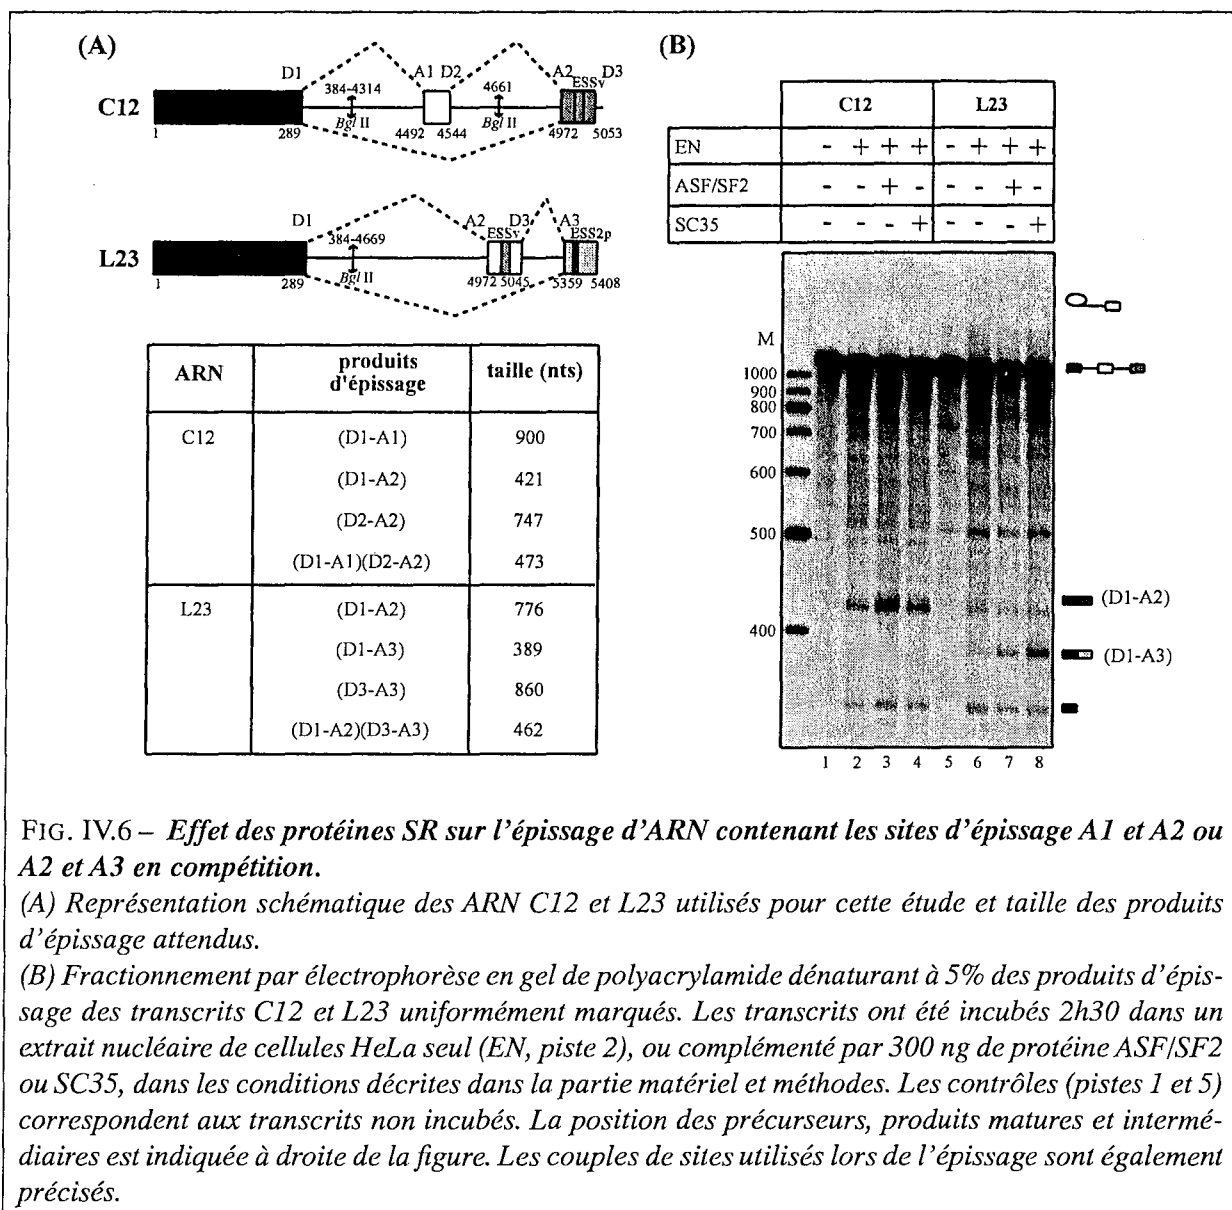 (A)
D1 A1 D2 A2 ESSv D3
384-4314 4661
C12
Bgl II Bgl II
1 289 4492 4544 4972 5053
D1 A2 D3 A3
ESSv ESS2p
384-4669
L23
Bgl II
1 289 4972 5045 5359 5408
ARN produits d'épissage taille (nts)
C12 (D1-A1) 900
(D1-A2) 421
(D2-A2) 747
(D1-A1)(D2-A2) 473
L23 (D1-A2) 776
(D1-A3) 389
(D3-A3) 860
(D1-A2)(D3-A3) 462
(B)
C12 L23
EN - + + + - + + +
ASF/SF2 - - + - - - + -
SC35 - - - + - - - +
M
1000
900
800
700
600
500
400
(D1-A2)
(D1-A3)
1 2 3 4 5 6 7 8
FIG. IV.6 – Effet des protéines SR sur l'épissage d'ARN contenant les sites d'épissage A1 et A2 ou
A2 et A3 en compétition.
(A) Représentation schématique des ARN C12 et L23 utilisés pour cette étude et taille des produits
d'épissage attendus.
(B) Fractionnement par électrophorèse en gel de polyacrylamide dénaturant à 5% des produits d'épis-
sage des transcrits C12 et L23 uniformément marqués. Les transcrits ont été incubés 2h30 dans un
extrait nucléaire de cellules HeLa seul (EN, piste 2), ou complémenté par 300 ng de protéine ASF/SF2
ou SC35, dans les conditions décrites dans la partie matériel et méthodes. Les contrôles (pistes 1 et 5)
correspondent aux transcrits non incubés. La position des précurseurs, produits matures et intermé-
diaires est indiquée à droite de la figure. Les couples de sites utilisés lors de l'épissage sont également
précisés.